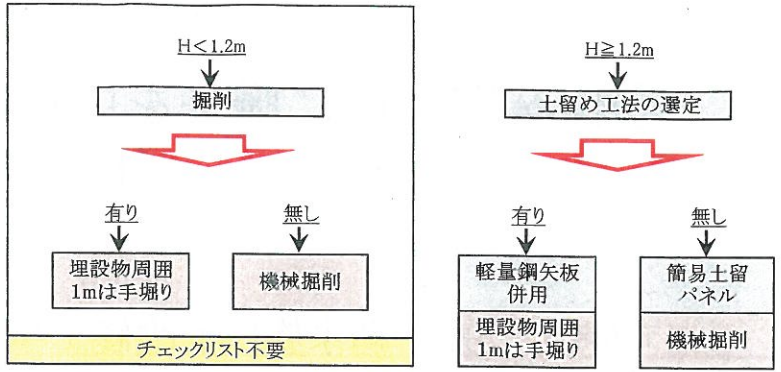 H<1.2m
掘削
有り
無し
埋設物周囲
1mは手堀り
機械掘削
チェックリスト不要
H≧1.2m
土留め工法の選定
有り
無し
軽量鋼矢板
併用
埋設物周囲
1mは手堀り
簡易土留
パネル
機械掘削